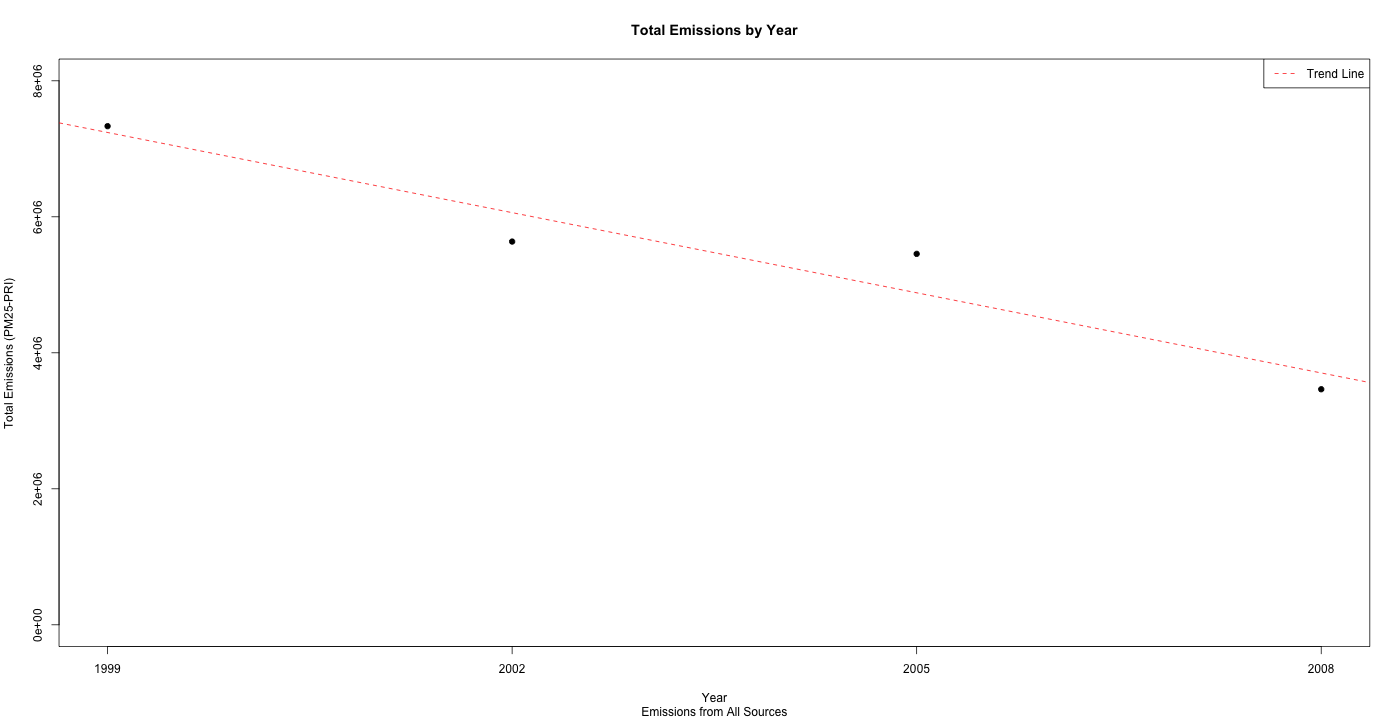 Total Emissions by Year
Trend Line
Total Emissions (PM25-PRI)
8e+06
6e+06
4e+06
2e+06
0e+00
1999
2002
2005
2008
Year
Emissions from All Sources